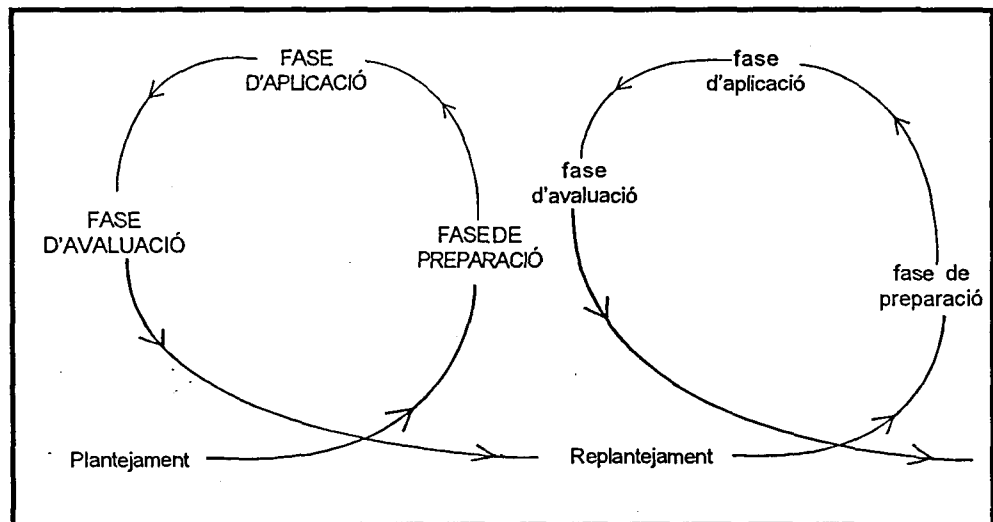 FASE
D'APLICACIÓ
FASE
D'AVALUACIÓ
FASE DE
PREPARACIÓ
Plantejament
fase
d'aplicació
fase
d'avaluació
fase de
preparació
Replantejament